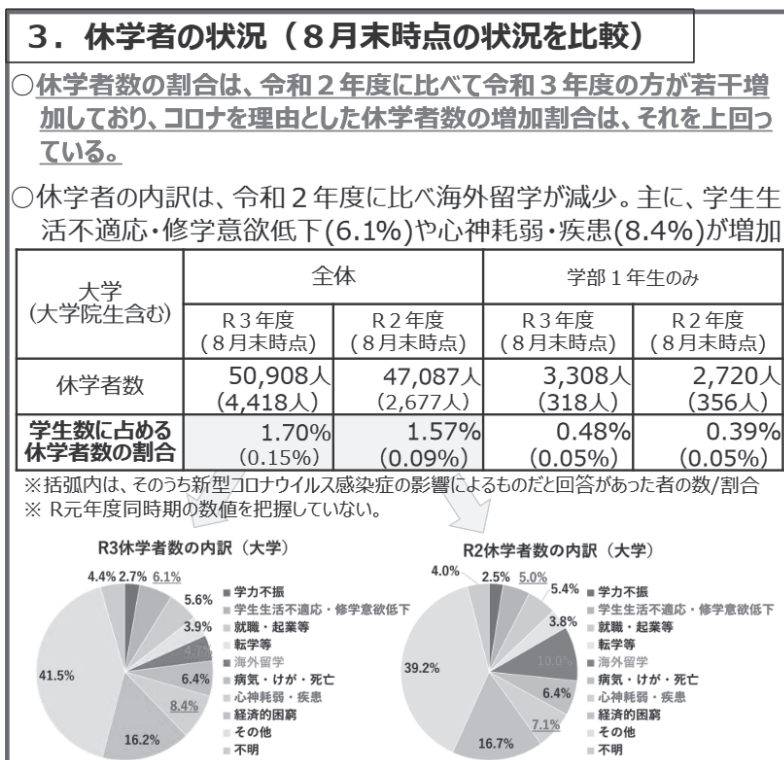 ３．休学者の状況（８月末時点の状況を比較）
○休学者数の割合は、令和２年度に比べて令和３年度の方が若干増
加しており、コロナを理由とした休学者数の増加割合は、それを上回っ
ている。
○休学者の内訳は、令和２年度に比べ海外留学が減少。主に、学生生
活不適応・修学意欲低下(6.1%)や心神耗弱・疾患(8.4%)が増加
大学
(大学院生含む)
全体
学部１年生のみ
R３年度
(８月末時点)
R２年度
(８月末時点)
R３年度
(８月末時点)
R２年度
(８月末時点)
休学者数
50,908人
(4,418人)
47,087人
(2,677人)
3,308人
(318人)
2,720人
(356人)
学生数に占める
休学者数の割合
1.70%
(0.15%)
1.57%
(0.09%)
0.48%
(0.05%)
0.39%
(0.05%)
※括弧内は、そのうち新型コロナウイルス感染症の影響によるものだと回答があった者の数/割合
※ R元年度同時期の数値を把握していない。
R3休学者数の内訳（大学）
4.4%
2.7%
6.1%
5.6%
3.9%
4.7%
6.4%
8.4%
16.2%
41.5%
■学力不振
■学生生活不適応・修学意欲低下
■就職・起業等
■転学等
■海外留学
■病気・けが・死亡
■心神耗弱・疾患
■経済的困窮
■その他
■不明
R2休学者数の内訳（大学）
4.0%
2.5%
5.0%
5.4%
3.8%
10.0%
6.4%
7.1%
16.7%
39.2%
■学力不振
■学生生活不適応・修学意欲低下
■就職・起業等
■転学等
■海外留学
■病気・けが・死亡
■心神耗弱・疾患
■経済的困窮
■その他
■不明